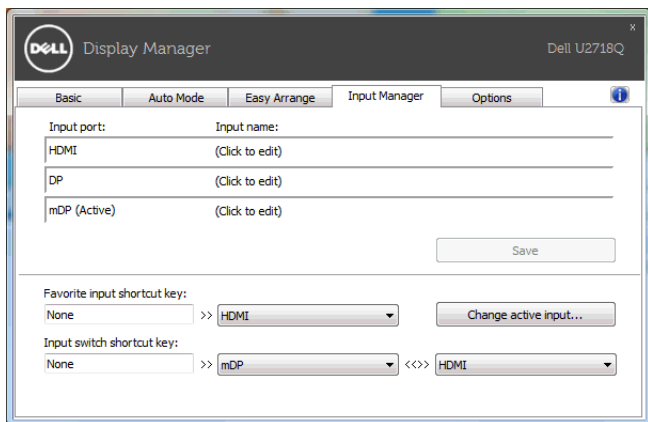 x
DELL Display Manager Dell U2718Q
Basic Auto Mode Easy Arrange Input Manager Options i
Input port: Input name:
HDMI (Click to edit)
DP (Click to edit)
mDP (Active) (Click to edit)
Save
Favorite input shortcut key:
None >> HDMI Change active input...
Input switch shortcut key:
None >> mDP <<>> HDMI